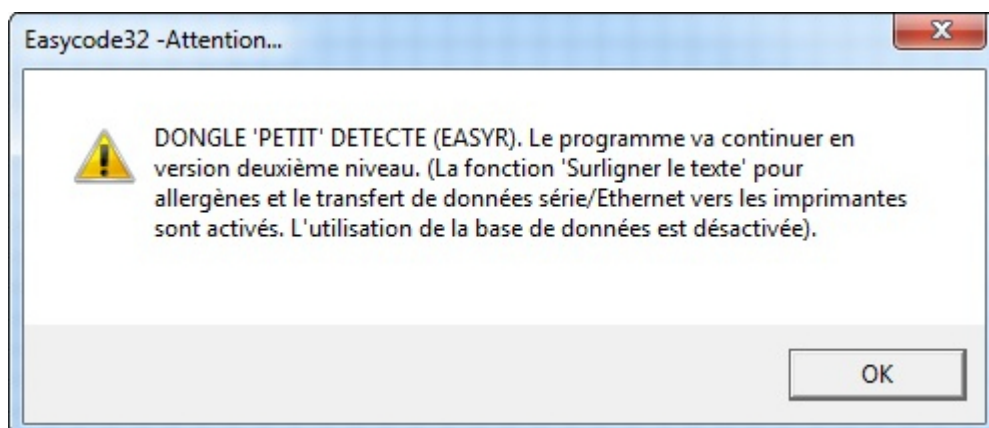 Easycode32 -Attention...
DONGLE 'PETIT' DETECTE (EASYR). Le programme va continuer en
version deuxième niveau. (La fonction 'Surligner le texte' pour
allergènes et le transfert de données série/Ethernet vers les imprimantes
sont activés. L'utilisation de la base de données est désactivée).
OK